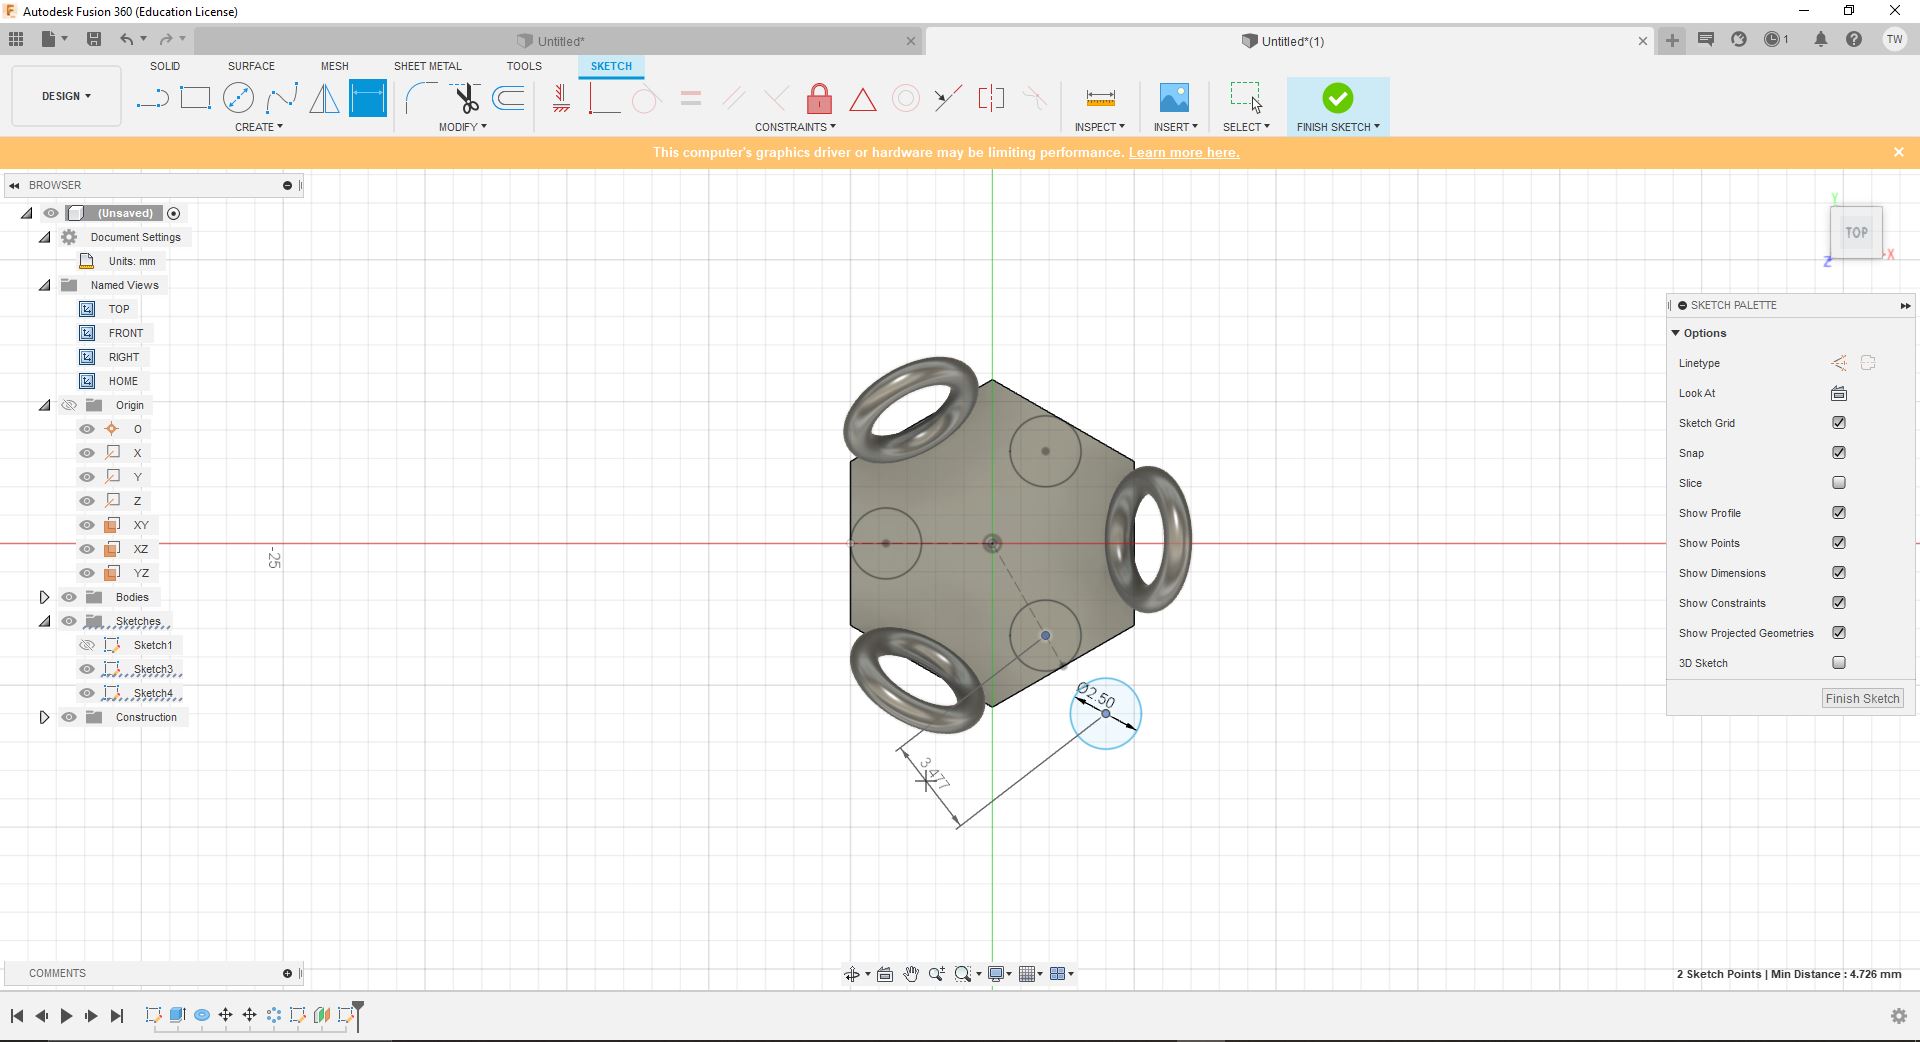 Autodesk Fusion 360 (Education License)
Untitled*
Untitled*(1)
1
TW
SOLID
SURFACE
MESH
SHEET METAL
TOOLS
SKETCH
DESIGN
CREATE
MODIFY
CONSTRAINTS
INSPECT
INSERT
SELECT
FINISH SKETCH
This computer's graphics driver or hardware may be limiting performance. Learn more here.
BROWSER
(Unsaved)
Document Settings
Units: mm
Named Views
TOP
FRONT
RIGHT
HOME
Origin
O
X
Y
Z
XY
XZ
YZ
Bodies
Sketches
Sketch1
Sketch3
Sketch4
Construction
-25
Ø2.50
3.477
Y
TOP
X
Z
SKETCH PALETTE
Options
Linetype
Look At
Sketch Grid
Snap
Slice
Show Profile
Show Points
Show Dimensions
Show Constraints
Show Projected Geometries
3D Sketch
Finish Sketch
COMMENTS
2 Sketch Points | Min Distance : 4.726 mm